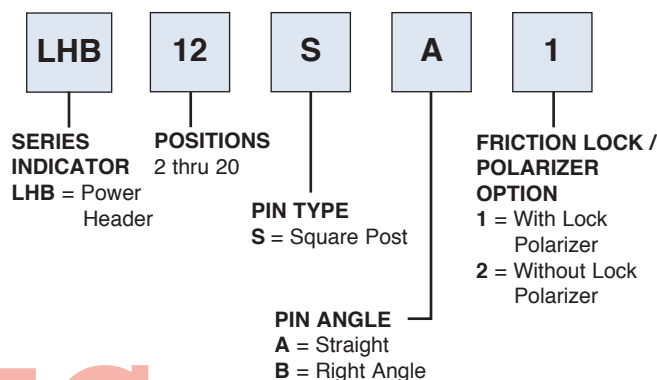 LHB 12 S A 1
SERIES
INDICATOR
LHB = Power
Header
POSITIONS
2 thru 20
PIN TYPE
S = Square Post
PIN ANGLE
A = Straight
B = Right Angle
FRICTION LOCK /
POLARIZER
OPTION
1 = With Lock
Polarizer
2 = Without Lock
Polarizer